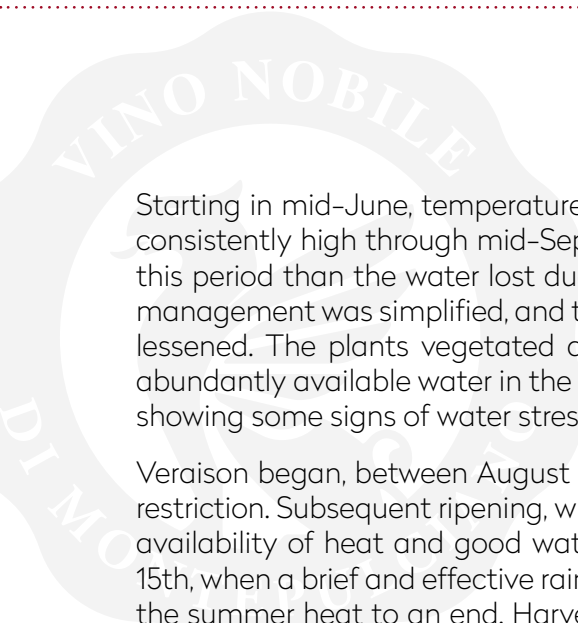 VINO NOBILE
Starting in mid-June, temperature
consistently high through mid-Sep
this period than the water lost du
management was simplified, and t
lessened. The plants vegetated a
abundantly available water in the
showing some signs of water stres
Veraison began, between August
restriction. Subsequent ripening, w
availability of heat and good wat
15th, when a brief and effective rai
the summer heat to an end. Harve
DI MONTEPULCIANO